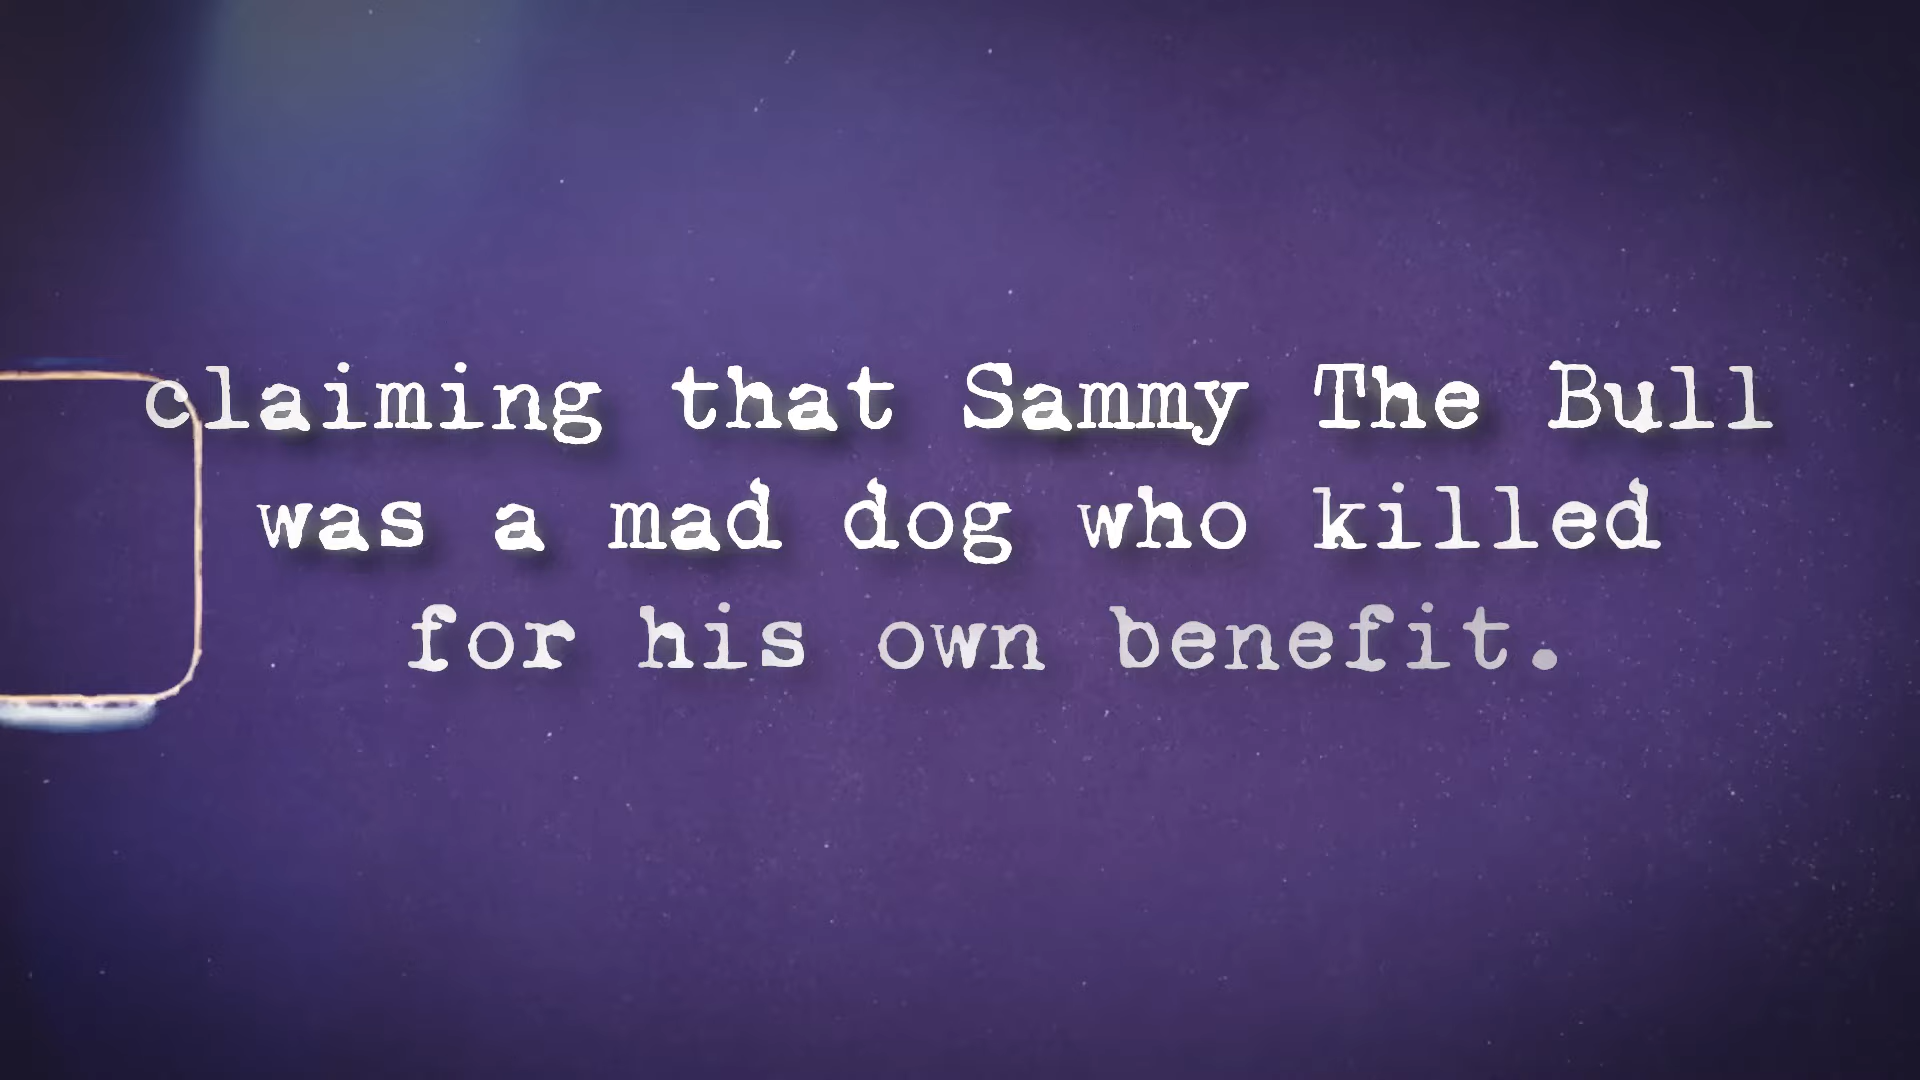 claiming that Sammy The Bull
was a mad dog who killed
for his own benefit.